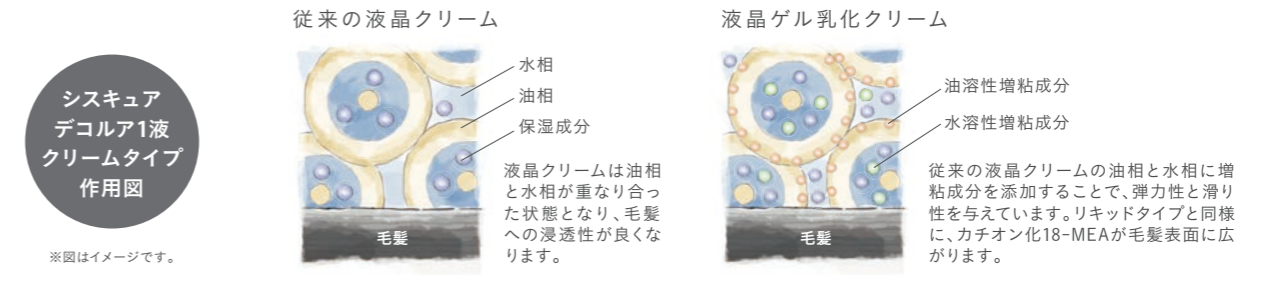 シスキュア
デコルア1液
クリームタイプ
作用図
※図はイメージです。
従来の液晶クリーム
水相
油相
保湿成分
毛髪
液晶クリームは油相
と水相が重なり合っ
た状態となり、毛髪
への浸透性が良くな
ります。
液晶ゲル乳化クリーム
油溶性増粘成分
水溶性増粘成分
毛髪
従来の液晶クリームの油相と水相に増
粘成分を添加することで、弾力性と滑り
性を与えています。リキッドタイプと同様
に、カチオン化18-MEAが毛髪表面に広
がります。